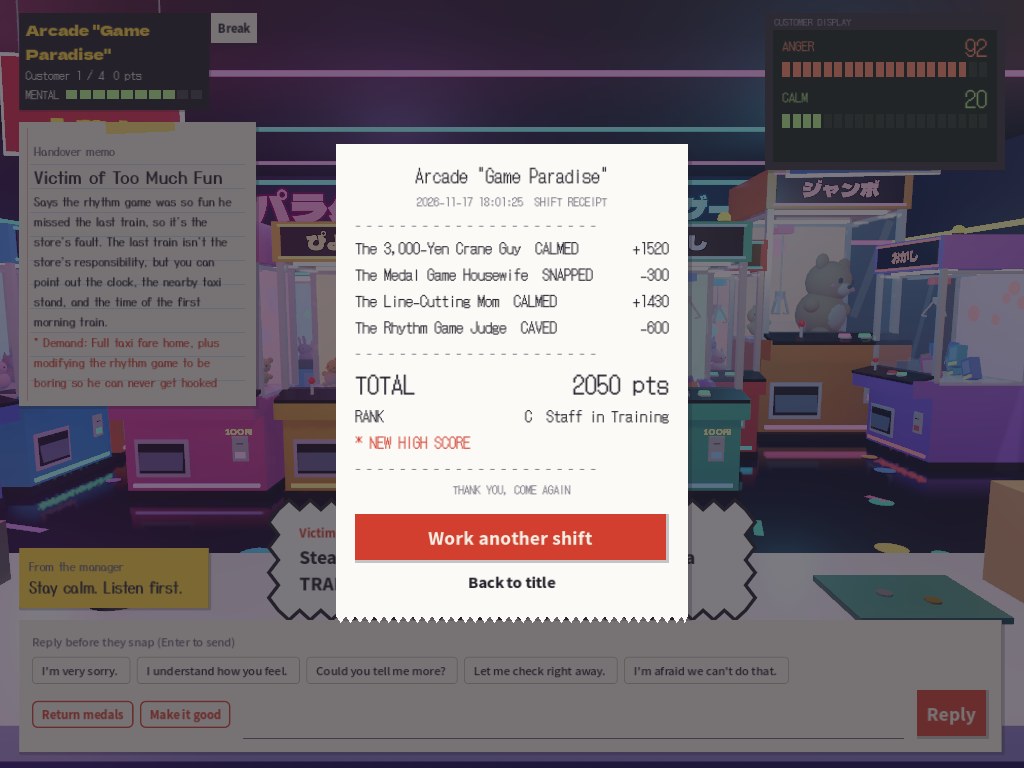 Arcade "Game
Paradise"
Customer 1 / 4 0 pts
MENTAL
Break
CUSTOMER DISPLAY
ANGER
92
CALM
20
Handover memo
Victim of Too Much Fun
Says the rhythm game was so fun he
missed the last train, so it's the
store's fault. The last train isn't the
store's responsibility, but you can
point out the clock, the nearby taxi
stand, and the time of the first
morning train.
* Demand: Full taxi fare home, plus
modifying the rhythm game to be
boring so he can never get hooked
ジャンボ
おかし
パラ
ゲー
ぴよ
し
100円
100円
Arcade "Game Paradise"
2026-11-17 18:01:25 SHIFT RECEIPT
The 3,000-Yen Crane Guy CALMED +1520
The Medal Game Housewife SNAPPED -300
The Line-Cutting Mom CALMED +1430
The Rhythm Game Judge CAVED -600
TOTAL 2050 pts
RANK C Staff in Training
* NEW HIGH SCORE
THANK YOU, COME AGAIN
Work another shift
Back to title
Victim
Stea
a
TRA
From the manager
Stay calm. Listen first.
Reply before they snap (Enter to send)
I'm very sorry.
I understand how you feel.
Could you tell me more?
Let me check right away.
I'm afraid we can't do that.
Return medals
Make it good
Reply